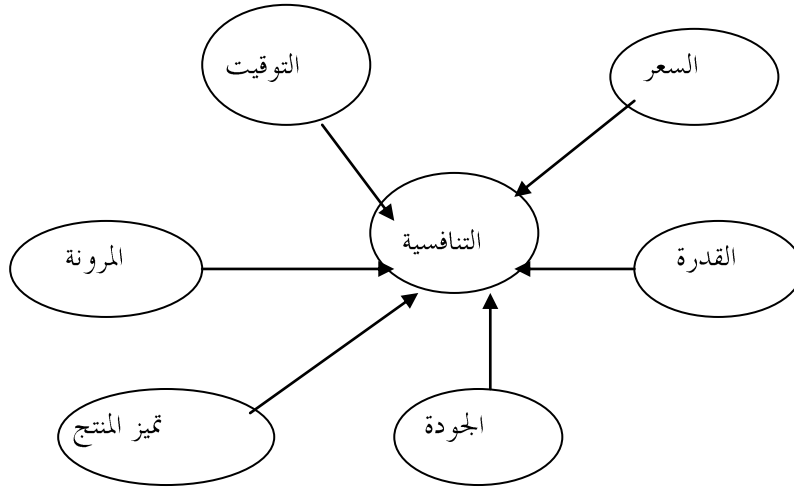 السعر
التوقيت
التنافسية
القدرة
المرونة
الجودة
تميز المنتج